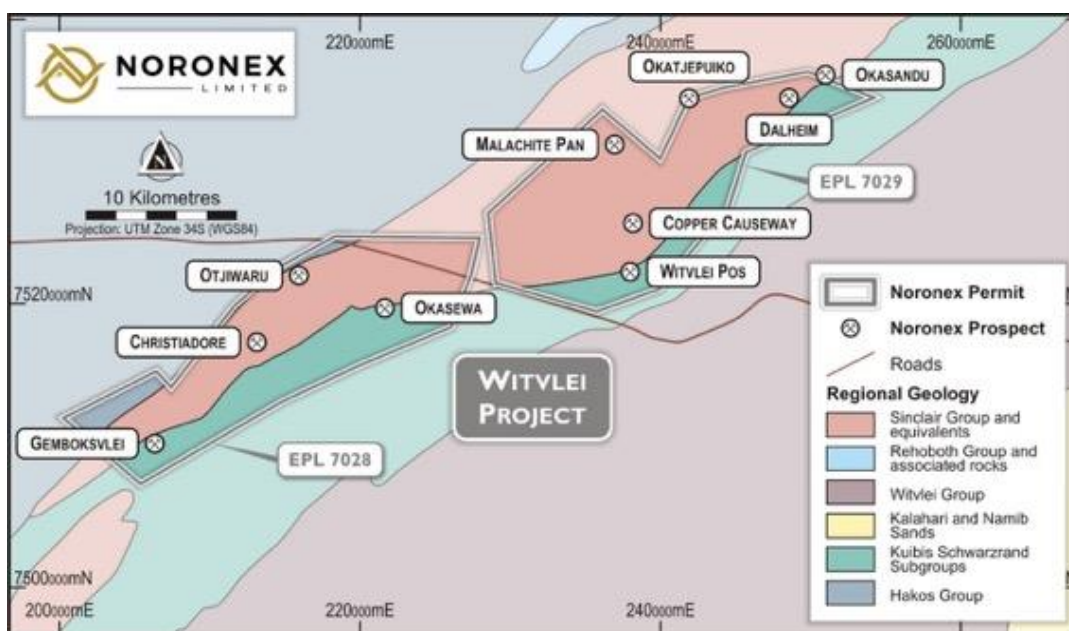 NORONEX
LIMITED
220000mE
240000mE
260000mE
OKATJEPUIKO
OKASANDU
DALHEIM
MALACHITE PAN
EPL 7029
N
10 Kilometres
Projection: UTM Zone 34S (WGS84)
COPPER CAUSEWAY
OTJIWARU
WITVLEI POS
7520000mN
OKASEWA
CHRISTIADORE
WITVLEI
PROJECT
GEMBOKSVLEI
EPL 7028
Noronex Permit
Noronex Prospect
Roads
Regional Geology
Sinclair Group and
equivalents
Rehoboth Group and
associated rocks
Witvlei Group
Kalahari and Namib
Sands
Kuibis Schwarzrand
Subgroups
Hakos Group
7500000mN
200000mE
220000mE
240000mE